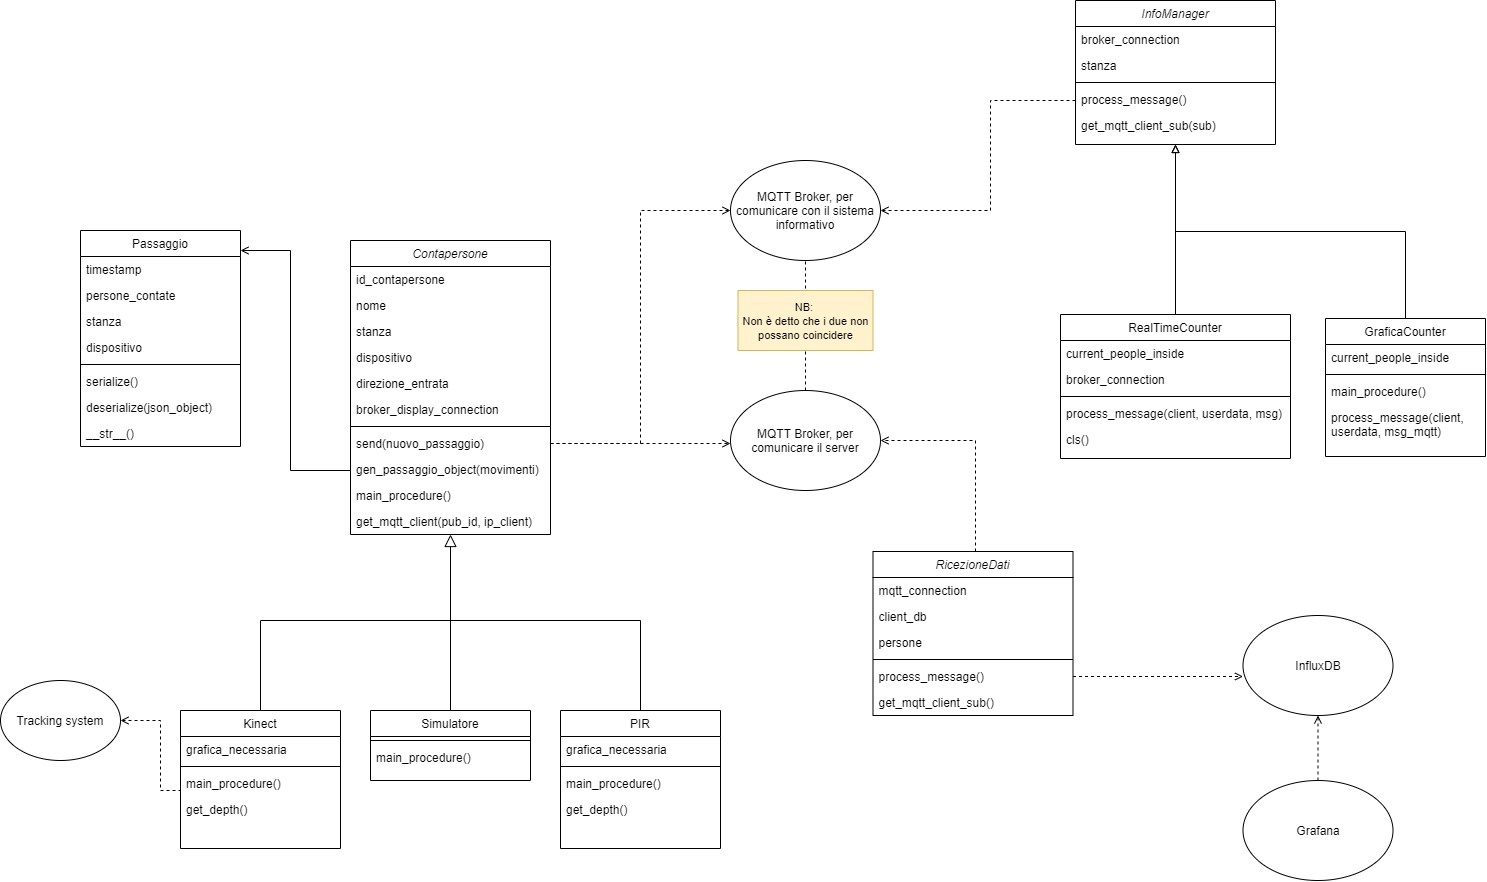 InfoManager
broker_connection
stanza
process_message()
get_mqtt_client_sub(sub)
MQTT Broker, per
comunicare con il sistema
informativo
Passaggio
timestamp
persone_contate
stanza
dispositivo
serialize()
deserialize(json_object)
__str__()
Contapersone
id_contapersone
nome
stanza
dispositivo
direzione_entrata
broker_display_connection
send(nuovo_passaggio)
gen_passaggio_object(movimenti)
main_procedure()
get_mqtt_client(pub_id, ip_client)
NB:
Non è detto che i due non
possano coincidere
MQTT Broker, per
comunicare il server
RealTimeCounter
current_people_inside
broker_connection
process_message(client, userdata, msg)
cls()
GraficaCounter
current_people_inside
main_procedure()
process_message(client,
userdata, msg_mqtt)
RicezioneDati
mqtt_connection
client_db
persone
process_message()
get_mqtt_client_sub()
InfluxDB
Grafana
Tracking system
Kinect
grafica_necessaria
main_procedure()
get_depth()
Simulatore
main_procedure()
PIR
grafica_necessaria
main_procedure()
get_depth()